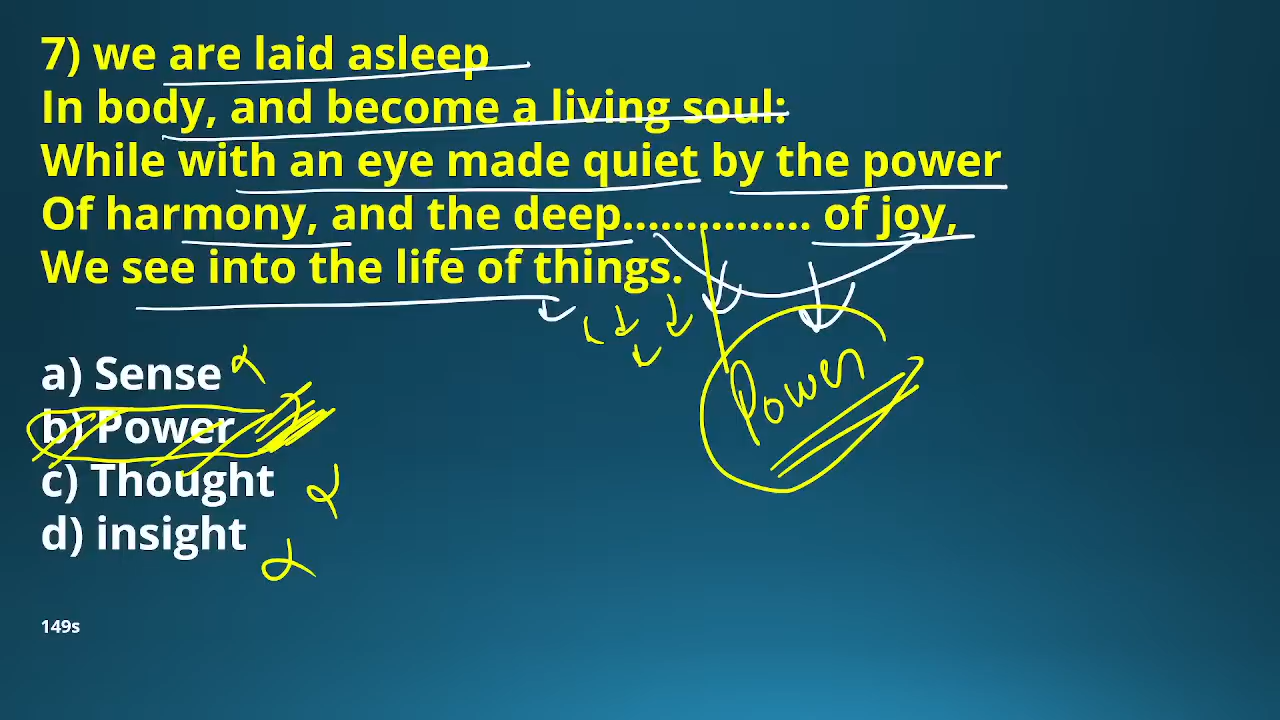 7) we are laid asleep
In body, and become a living soul:
While with an eye made quiet by the power
Of harmony, and the deep............... of joy,
We see into the life of things.
Power
a) Sense
b) Power
c) Thought
d) insight
149s